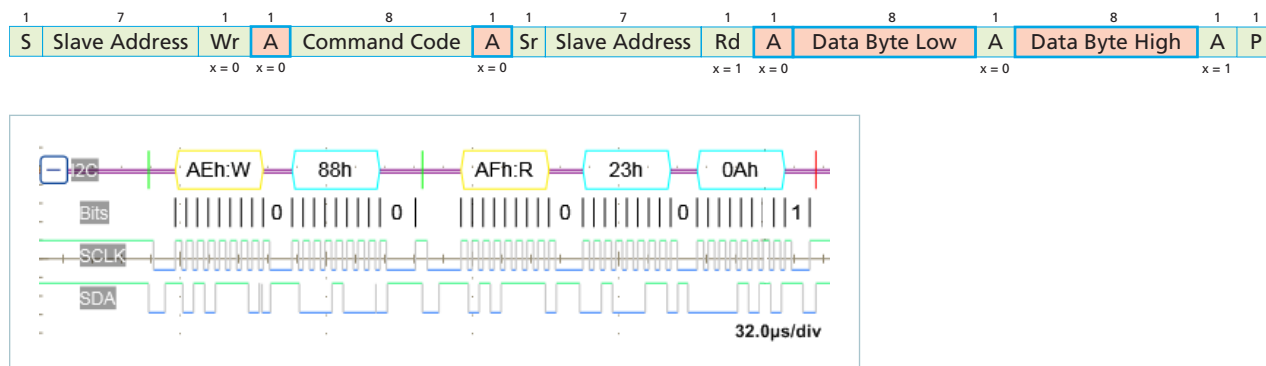 1 7 1 1 8 1 1 7 1 1 8 1 8 1 1
S Slave Address Wr A Command Code A Sr Slave Address Rd A Data Byte Low A Data Byte High A P
x = 0 x = 0 x = 0 x = 1 x = 0 x = 0 x = 1
I2C AEh:W 88h AFh:R 23h 0Ah
Bits 0 0 0 0 1
SCLK
SDA
32.0µs/div